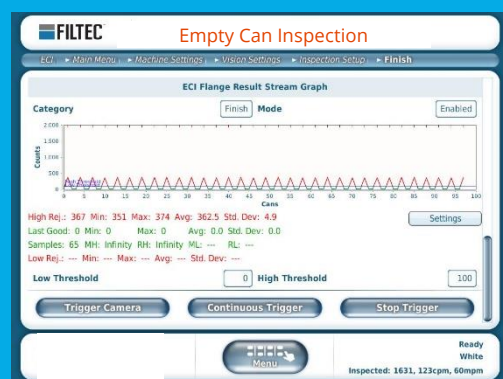 FILTEC
Empty Can Inspection
ECI ▸ Main Menu ▸ Machine Settings ▸ Vision Settings ▸ Inspection Setup ▸ Finish
ECI Flange Result Stream Graph
Category Finish Mode Enabled
2,000
1,000
500
0
Counts
0 5 10 15 20 25 30 35 40 45 50 55 60 65 70 75 80 85 90 95 100
Cans
High Rej.: 367 Min: 351 Max: 374 Avg: 362.5 Std. Dev: 4.9
Settings
Last Good: 0 Min: 0 Max: 0 Avg: 0.0 Std. Dev: 0.0
Samples: 65 MH: Infinity RH: Infinity ML: --- RL: ---
Low Rej.: --- Min: --- Max: --- Avg: --- Std. Dev: ---
Low Threshold 0 High Threshold 100
Trigger Camera Continuous Trigger Stop Trigger
Menu
Ready
White
Inspected: 1631, 123cpm, 60mpm